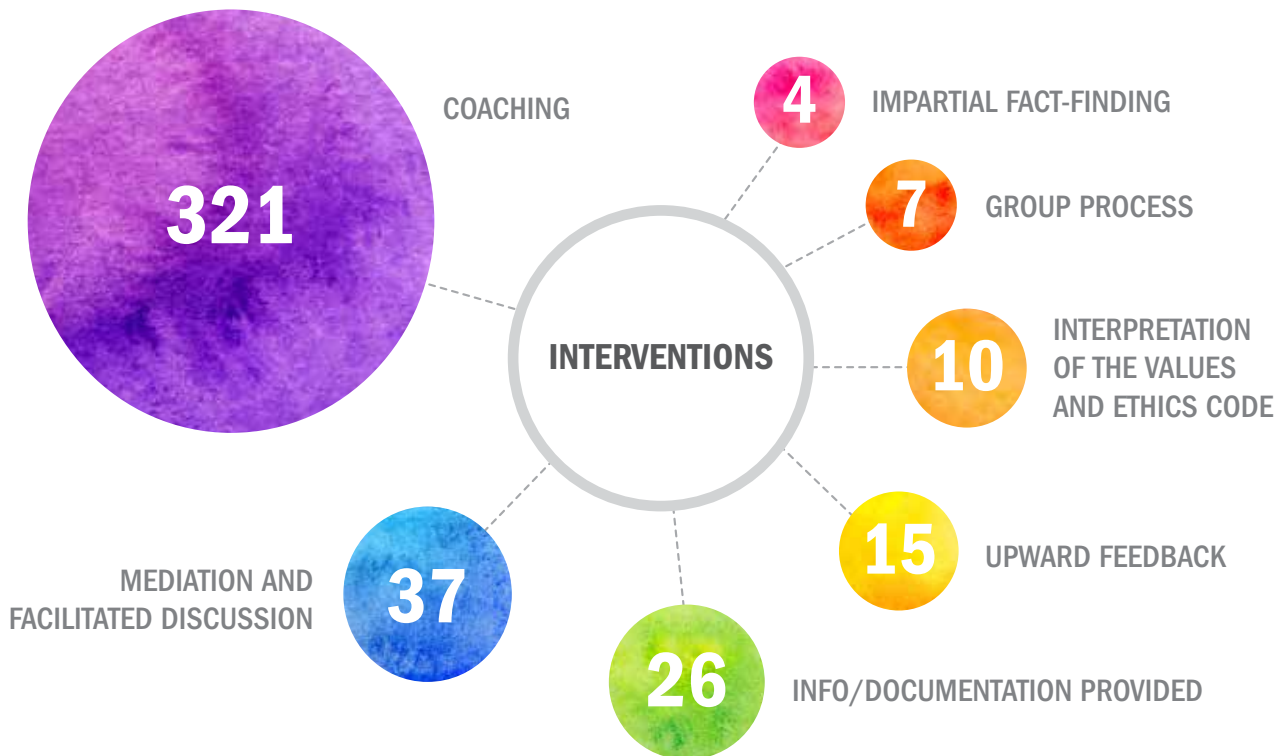 321
COACHING
4
IMPARTIAL FACT-FINDING
7
GROUP PROCESS
INTERVENTIONS
10
INTERPRETATION
OF THE VALUES
AND ETHICS CODE
15
UPWARD FEEDBACK
26
INFO/DOCUMENTATION PROVIDED
37
MEDIATION AND
FACILITATED DISCUSSION